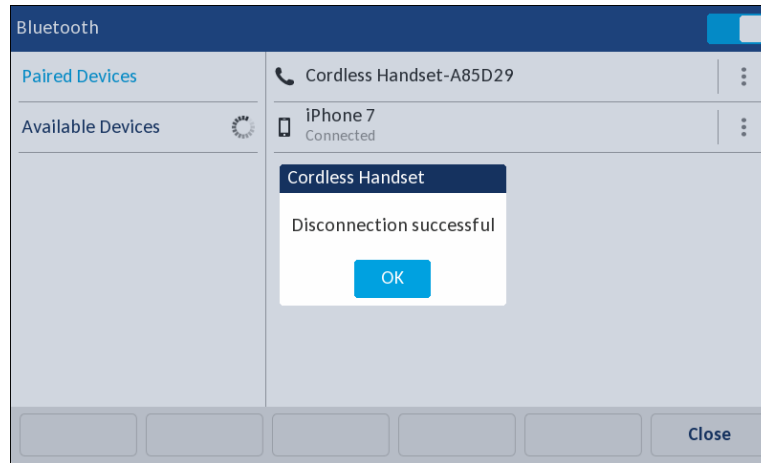 Bluetooth
Paired Devices
Available Devices
Cordless Handset-A85D29
iPhone 7
Connected
Cordless Handset
Disconnection successful
OK
Close